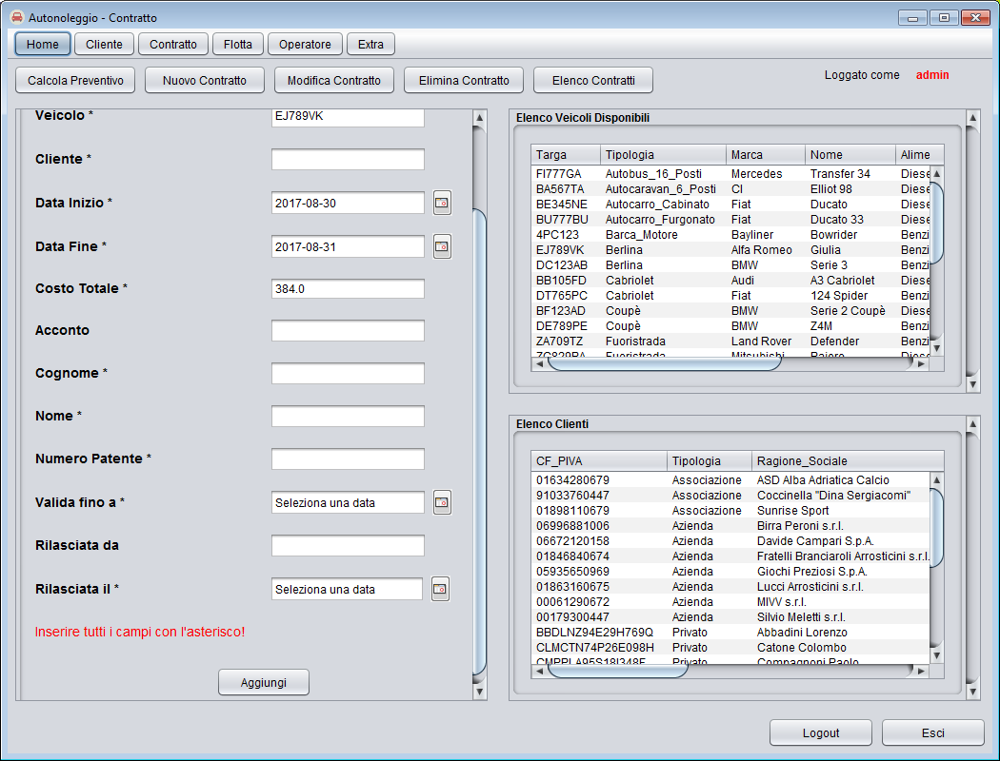 Autonoleggio - Contratto
Home Cliente Contratto Flotta Operatore Extra
Calcola Preventivo Nuovo Contratto Modifica Contratto Elimina Contratto Elenco Contratti Loggato come admin
Veicolo * EJ789VK
Cliente *
Data Inizio * 2017-08-30
Data Fine * 2017-08-31
Costo Totale * 384.0
Acconto
Cognome *
Nome *
Numero Patente *
Valida fino a * Seleziona una data
Rilasciata da
Rilasciata il * Seleziona una data
Inserire tutti i campi con l'asterisco!
Aggiungi
Elenco Veicoli Disponibili
Targa Tipologia Marca Nome Alime
FI777GA Autobus_16_Posti Mercedes Transfer 34 Diese
BA567TA Autocaravan_6_Posti CI Elliot 98 Diese
BE345NE Autocarro_Cabinato Fiat Ducato Diese
BU777BU Autocarro_Furgonato Fiat Ducato 33 Diese
4PC123 Barca_Motore Bayliner Bowrider Benzi
EJ789VK Berlina Alfa Romeo Giulia Benzi
DC123AB Berlina BMW Serie 3 Benzi
BB105FD Cabriolet Audi A3 Cabriolet Diese
DT765PC Cabriolet Fiat 124 Spider Benzi
BF123AD Coupè BMW Serie 2 Coupè Diese
DE789PE Coupè BMW Z4M Benzi
ZA709TZ Fuoristrada Land Rover Defender Benzi
ZC829PA Fuoristrada Mitsubishi Pajero Diese
Elenco Clienti
CF_PIVA Tipologia Ragione_Sociale
01634280679 Associazione ASD Alba Adriatica Calcio
91033760447 Associazione Coccinella "Dina Sergiacomi"
01898110679 Associazione Sunrise Sport
06996881006 Azienda Birra Peroni s.r.l.
06672120158 Azienda Davide Campari S.p.A.
01846840674 Azienda Fratelli Branciaroli Arrosticini s.r.l.
05935650969 Azienda Giochi Preziosi S.p.A.
01863160675 Azienda Lucci Arrosticini s.r.l.
00061290672 Azienda MIVV s.r.l.
00179300447 Azienda Silvio Meletti s.r.l.
BBDLNZ94E29H769Q Privato Abbadini Lorenzo
CLMCTN74P26E098H Privato Catone Colombo
Privato Compagnoni Paolo
Logout Esci